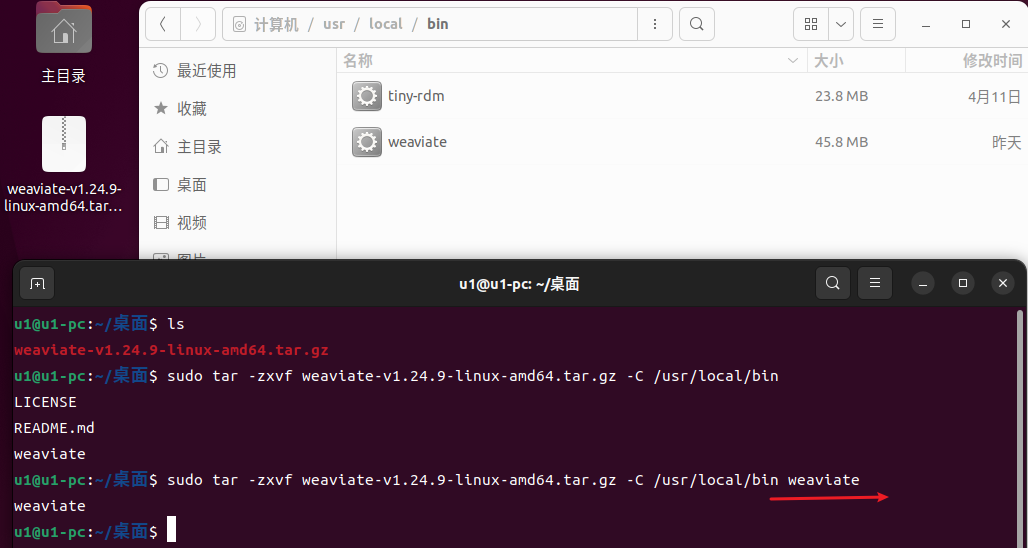 主目录
weaviate-v1.24.9-
linux-amd64.tar...
计算机 / usr / local / bin
名称 大小 修改时间
最近使用
收藏
主目录
桌面
视频
图片
tiny-rdm 23.8 MB 4月11日
weaviate 45.8 MB 昨天
u1@u1-pc: ~/桌面
u1@u1-pc:~/桌面$ ls
weaviate-v1.24.9-linux-amd64.tar.gz
u1@u1-pc:~/桌面$ sudo tar -zxvf weaviate-v1.24.9-linux-amd64.tar.gz -C /usr/local/bin
LICENSE
README.md
weaviate
u1@u1-pc:~/桌面$ sudo tar -zxvf weaviate-v1.24.9-linux-amd64.tar.gz -C /usr/local/bin weaviate
weaviate
u1@u1-pc:~/桌面$